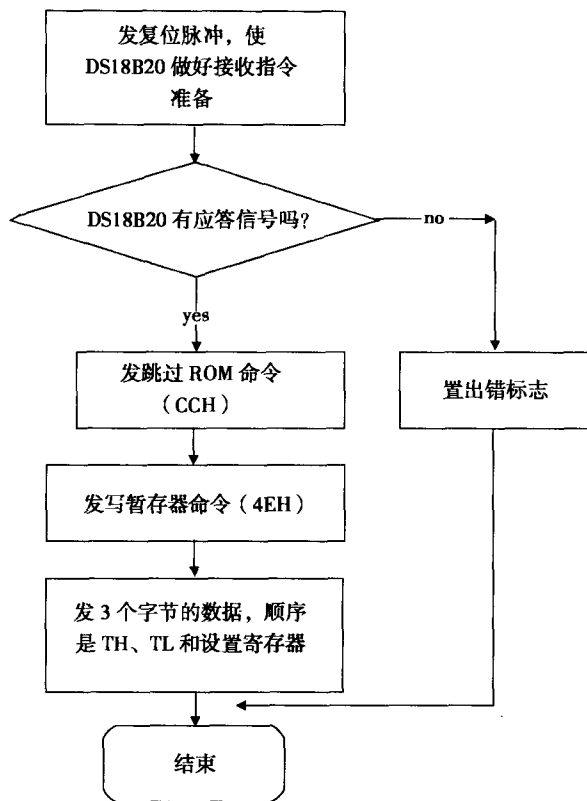 发复位脉冲，使
DS18B20 做好接收指令
准备
DS18B20 有应答信号吗？
no
yes
发跳过 ROM 命令
（CCH）
置出错标志
发写暂存器命令（4EH）
发 3 个字节的数据，顺序
是 TH、TL 和设置寄存器
结束